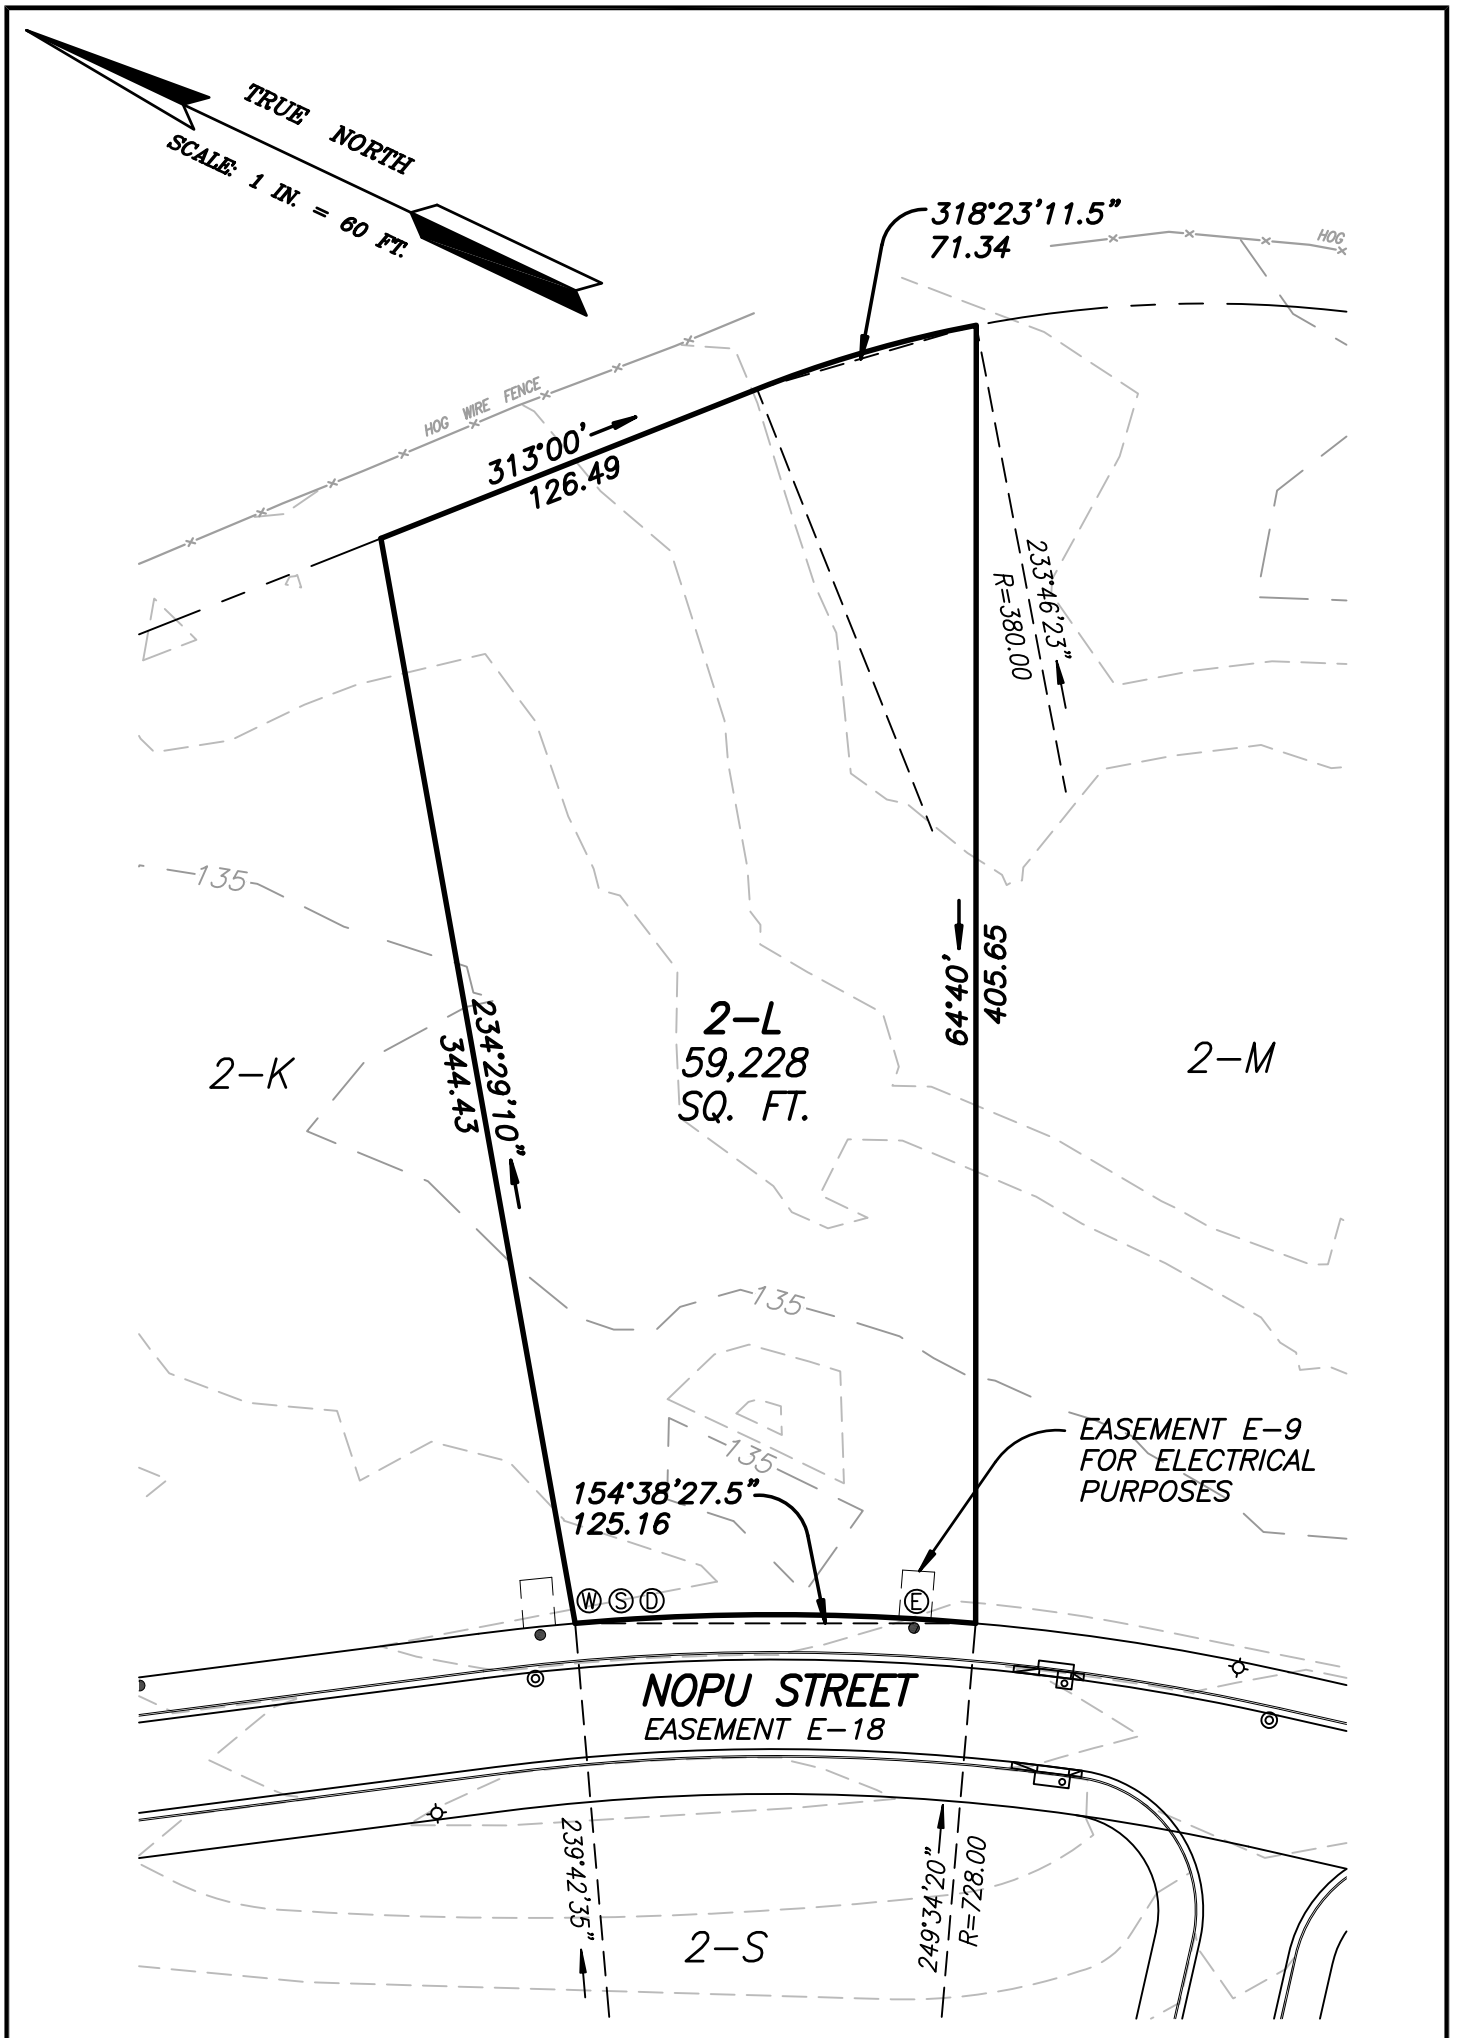 TRUE NORTH
SCALE: 1 IN. = 60 FT.
318°23'11.5"
71.34
HOG
HOG WIRE FENCE
313°00'
126.49
233°46'23"
R=380.00
135
64°40'
405.65
234°29'10"
344.43
2-L
59,228
SQ. FT.
2-K
2-M
135
EASEMENT E-9
FOR ELECTRICAL
PURPOSES
135
154°38'27.5"
125.16
W S D
E
NOPU STREET
EASEMENT E-18
239°42'35"
249°34'20"
R=728.00
2-S